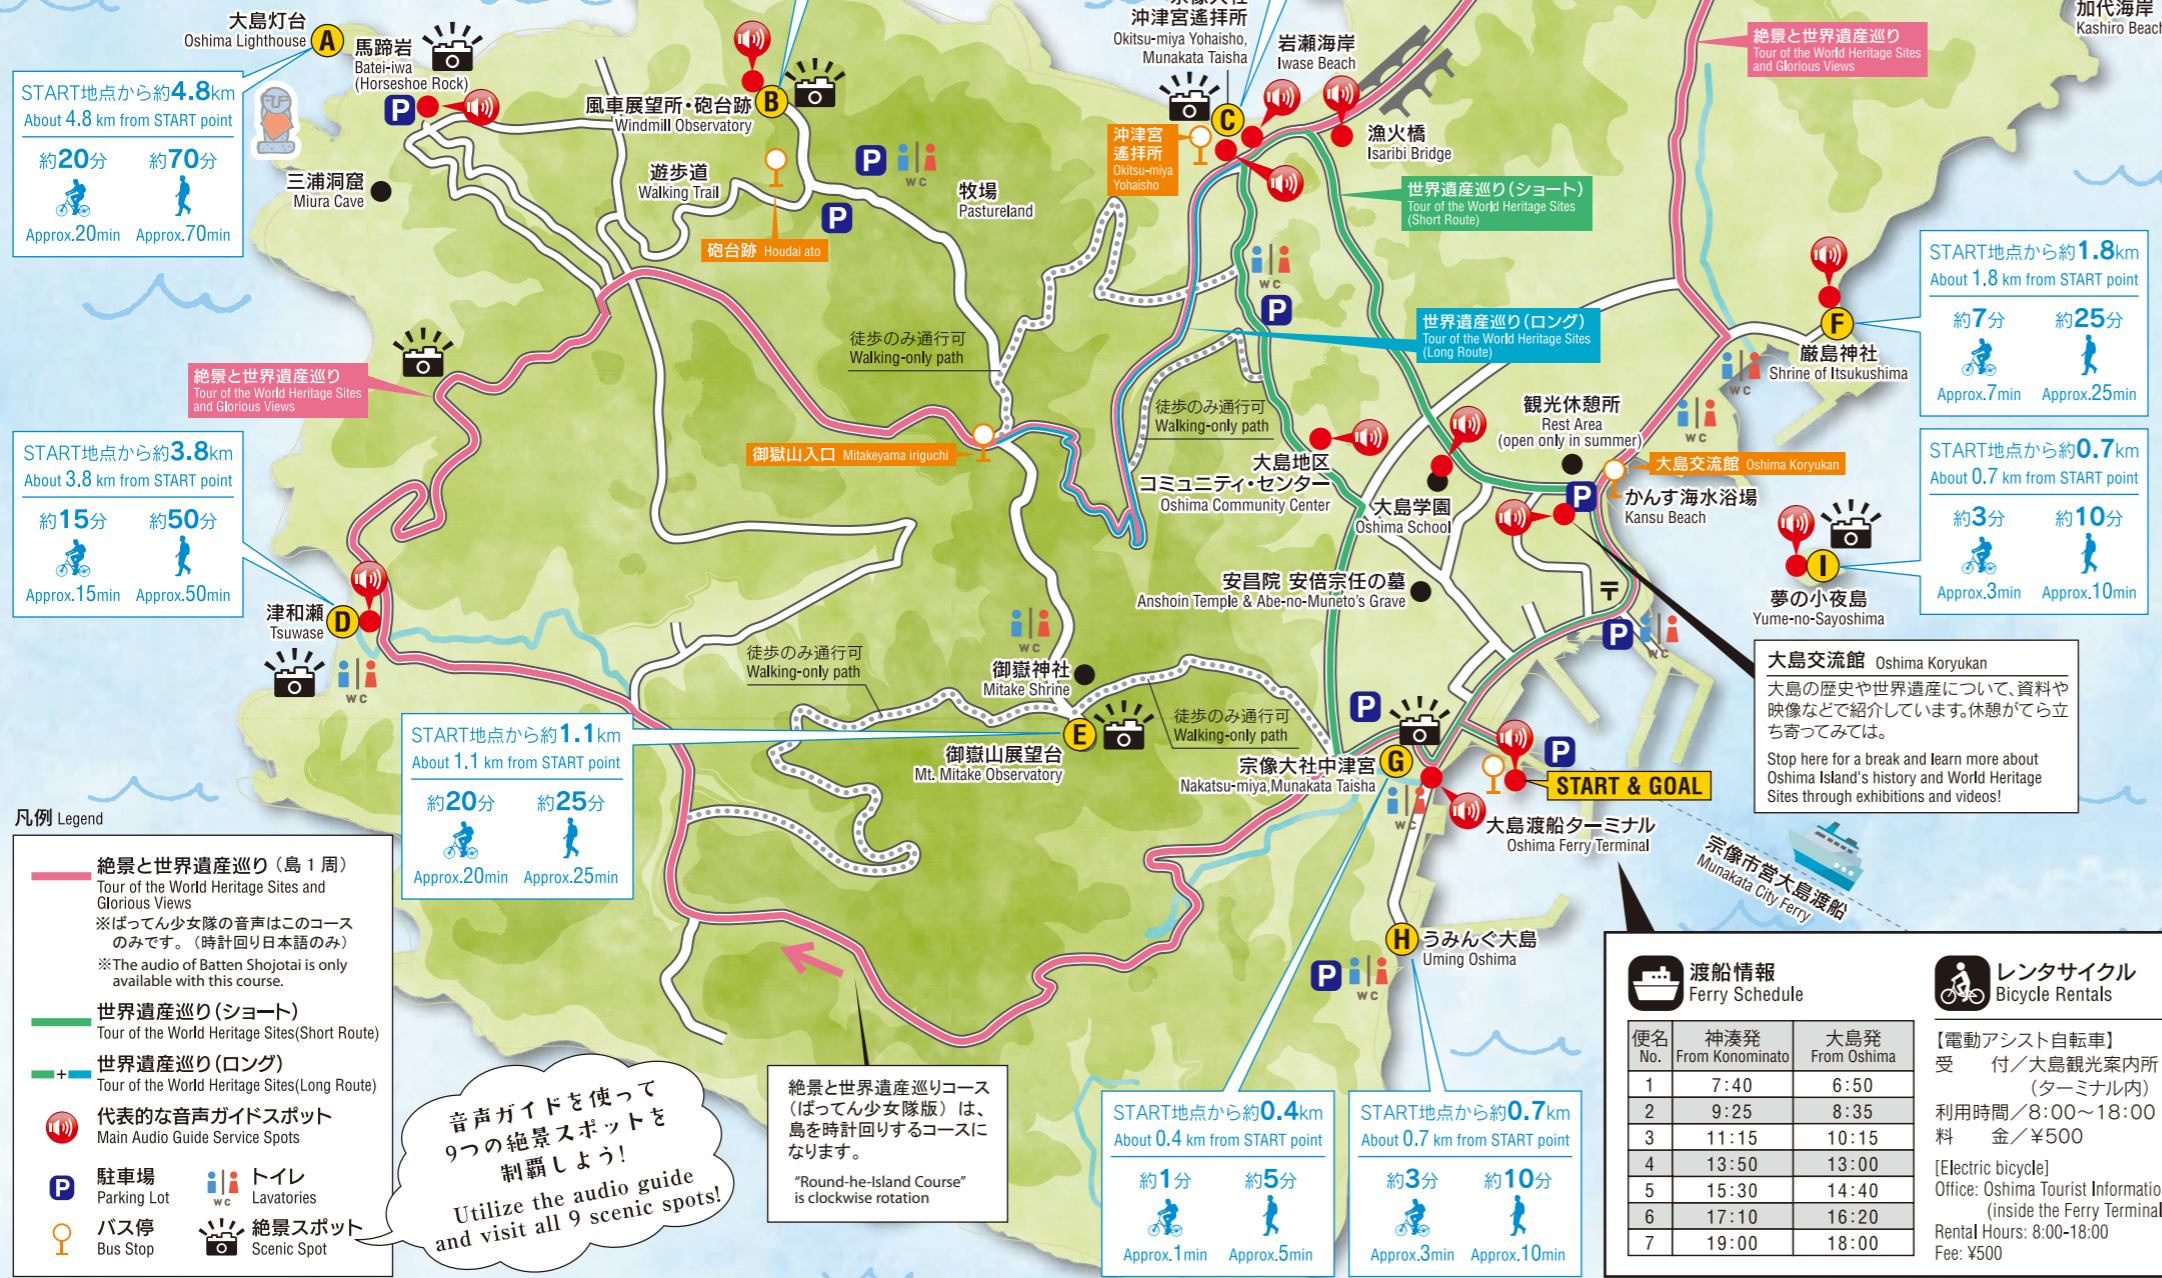 大島灯台
Oshima Lighthouse
A
馬蹄岩
Batei-iwa
(Horseshoe Rock)
P
START地点から約4.8km
About 4.8 km from START point
約20分 約70分
Approx.20min Approx.70min
三浦洞窟
Miura Cave
風車展望所・砲台跡
Windmill Observatory
B
遊歩道
Walking Trail
P
WC
P
牧場
Pastureland
砲台跡 Houdai ato
沖津宮遙拝所
Okitsu-miya Yohaisho,
Munakata Taisha
C
岩瀬海岸
Iwase Beach
沖津宮
遙拝所
Okitsu-miya
Yohaisho
漁火橋
Isaribi Bridge
絶景と世界遺産巡り
Tour of the World Heritage Sites
and Glorious Views
加代海岸
Kashiro Beach
世界遺産巡り(ショート)
Tour of the World Heritage Sites
(Short Route)
WC
P
世界遺産巡り(ロング)
Tour of the World Heritage Sites
(Long Route)
START地点から約1.8km
About 1.8 km from START point
約7分 約25分
Approx.7min Approx.25min
F
厳島神社
Shrine of Itsukushima
WC
WC
徒歩のみ通行可
Walking-only path
絶景と世界遺産巡り
Tour of the World Heritage Sites
and Glorious Views
徒歩のみ通行可
Walking-only path
観光休憩所
Rest Area
(open only in summer)
御嶽山入口 Mitakeyama iriguchi
大島地区
コミュニティ・センター
Oshima Community Center
大島学園
Oshima School
大島交流館 Oshima Koryukan
P
かんす海水浴場
Kansu Beach
START地点から約0.7km
About 0.7 km from START point
約3分 約10分
Approx.3min Approx.10min
I
夢の小夜島
Yume-no-Sayoshima
START地点から約3.8km
About 3.8 km from START point
約15分 約50分
Approx.15min Approx.50min
津和瀬
Tsuwase
D
WC
安昌院 安倍宗任の墓
Anshoin Temple & Abe-no-Muneto's Grave
〒
P
WC
WC
徒歩のみ通行可
Walking-only path
御嶽神社
Mitake Shrine
徒歩のみ通行可
Walking-only path
E
御嶽山展望台
Mt. Mitake Observatory
START地点から約1.1km
About 1.1 km from START point
約20分 約25分
Approx.20min Approx.25min
大島交流館 Oshima Koryukan
大島の歴史や世界遺産について、資料や
映像などで紹介しています。休憩がてら立
ち寄ってみては。
Stop here for a break and learn more about
Oshima Island's history and World Heritage
Sites through exhibitions and videos!
P
宗像大社中津宮
Nakatsu-miya,Munakata Taisha
G
WC
P
START & GOAL
大島渡船ターミナル
Oshima Ferry Terminal
宗像市営大島渡船
Munakata City Ferry
H
うみんぐ大島
Uming Oshima
P
WC
凡例 Legend
絶景と世界遺産巡り(島1周)
Tour of the World Heritage Sites and
Glorious Views
※ばってん少女隊の音声はこのコース
のみです。(時計回り日本語のみ)
※The audio of Batten Shojotai is only
available with this course.
世界遺産巡り(ショート)
Tour of the World Heritage Sites(Short Route)
+
世界遺産巡り(ロング)
Tour of the World Heritage Sites(Long Route)
代表的な音声ガイドスポット
Main Audio Guide Service Spots
P 駐車場
Parking Lot
WC トイレ
Lavatories
バス停
Bus Stop
絶景スポット
Scenic Spot
音声ガイドを使って
9つの絶景スポットを
制覇しよう!
Utilize the audio guide
and visit all 9 scenic spots!
絶景と世界遺産巡りコース
(ばってん少女隊版)は、
島を時計回りするコースに
なります。
"Round-he-Island Course"
is clockwise rotation
START地点から約0.4km
About 0.4 km from START point
約1分 約5分
Approx.1min Approx.5min
START地点から約0.7km
About 0.7 km from START point
約3分 約10分
Approx.3min Approx.10min
渡船情報
Ferry Schedule
便名 神湊発 大島発
No. From Konominato From Oshima
1 7:40 6:50
2 9:25 8:35
3 11:15 10:15
4 13:50 13:00
5 15:30 14:40
6 17:10 16:20
7 19:00 18:00
レンタサイクル
Bicycle Rentals
【電動アシスト自転車】
受 付/大島観光案内所
(ターミナル内)
利用時間/8:00~18:00
料 金/¥500
[Electric bicycle]
Office: Oshima Tourist Informatio
(inside the Ferry Terminal
Rental Hours: 8:00-18:00
Fee: ¥500